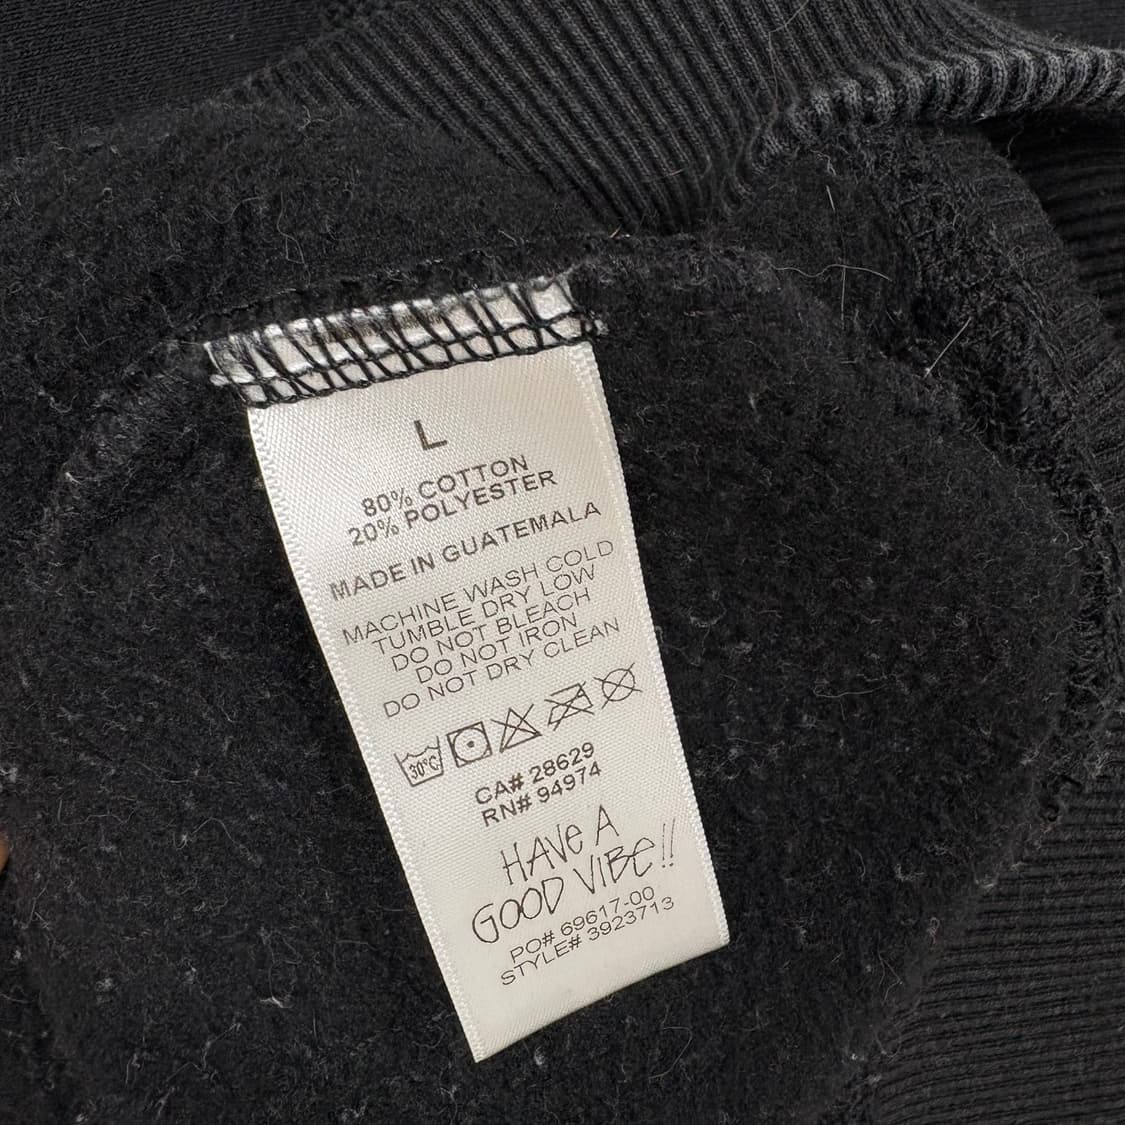 L
80% COTTON
20% POLYESTER
MADE IN GUATEMALA
MACHINE WASH COLD
TUMBLE DRY LOW
DO NOT BLEACH
DO NOT IRON
DO NOT DRY CLEAN
30°C
CA# 28629
RN# 94974
HAVE A
GOOD VIBE!!
PO# 69617-00
STYLE# 3923713